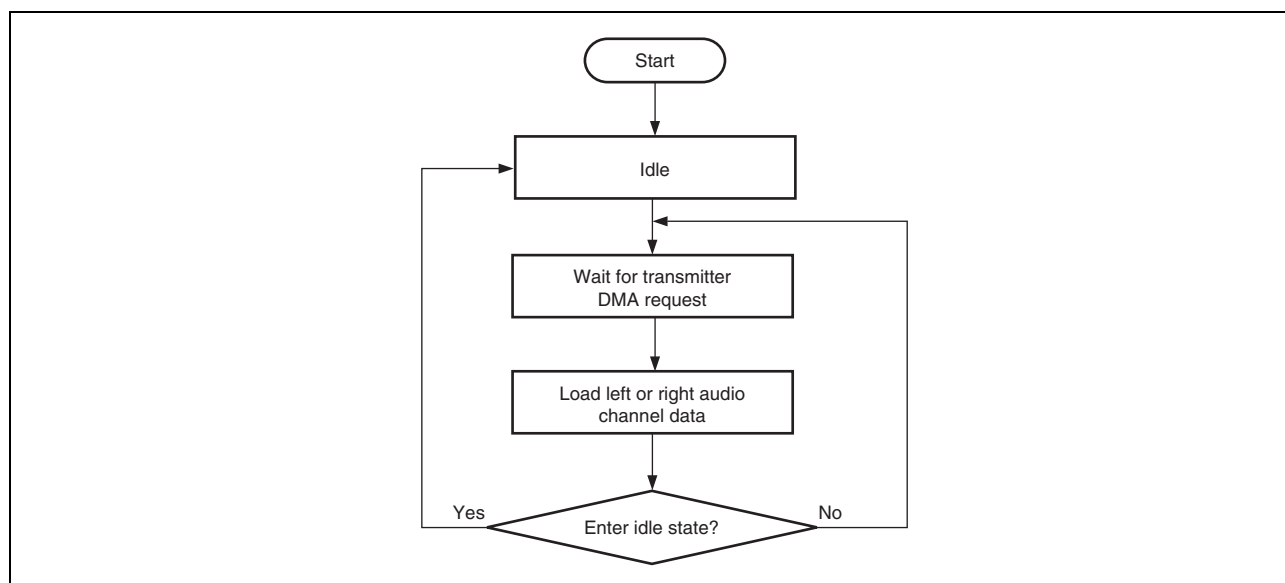 Start
Idle
Wait for transmitter
DMA request
Load left or right audio
channel data
Yes
Enter idle state?
No